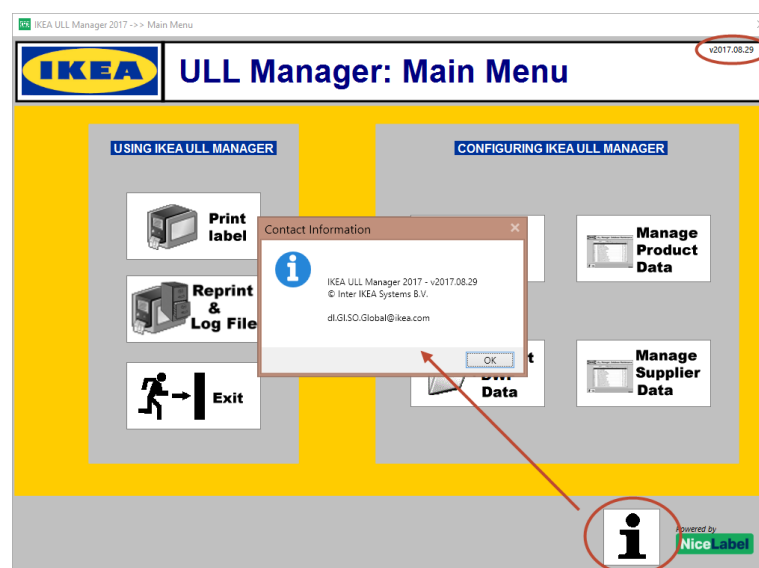 IKEA ULL Manager 2017 ->> Main Menu
IKEA
ULL Manager: Main Menu
v2017.08.29
USING IKEA ULL MANAGER
CONFIGURING IKEA ULL MANAGER
Print
label
Reprint
&
Log File
Exit
Contact Information
IKEA ULL Manager 2017 - v2017.08.29
© Inter IKEA Systems B.V.
dl.GI.SO.Global@ikea.com
OK
Manage
Product
Data
Data
Manage
Supplier
Data
Powered by
NiceLabel